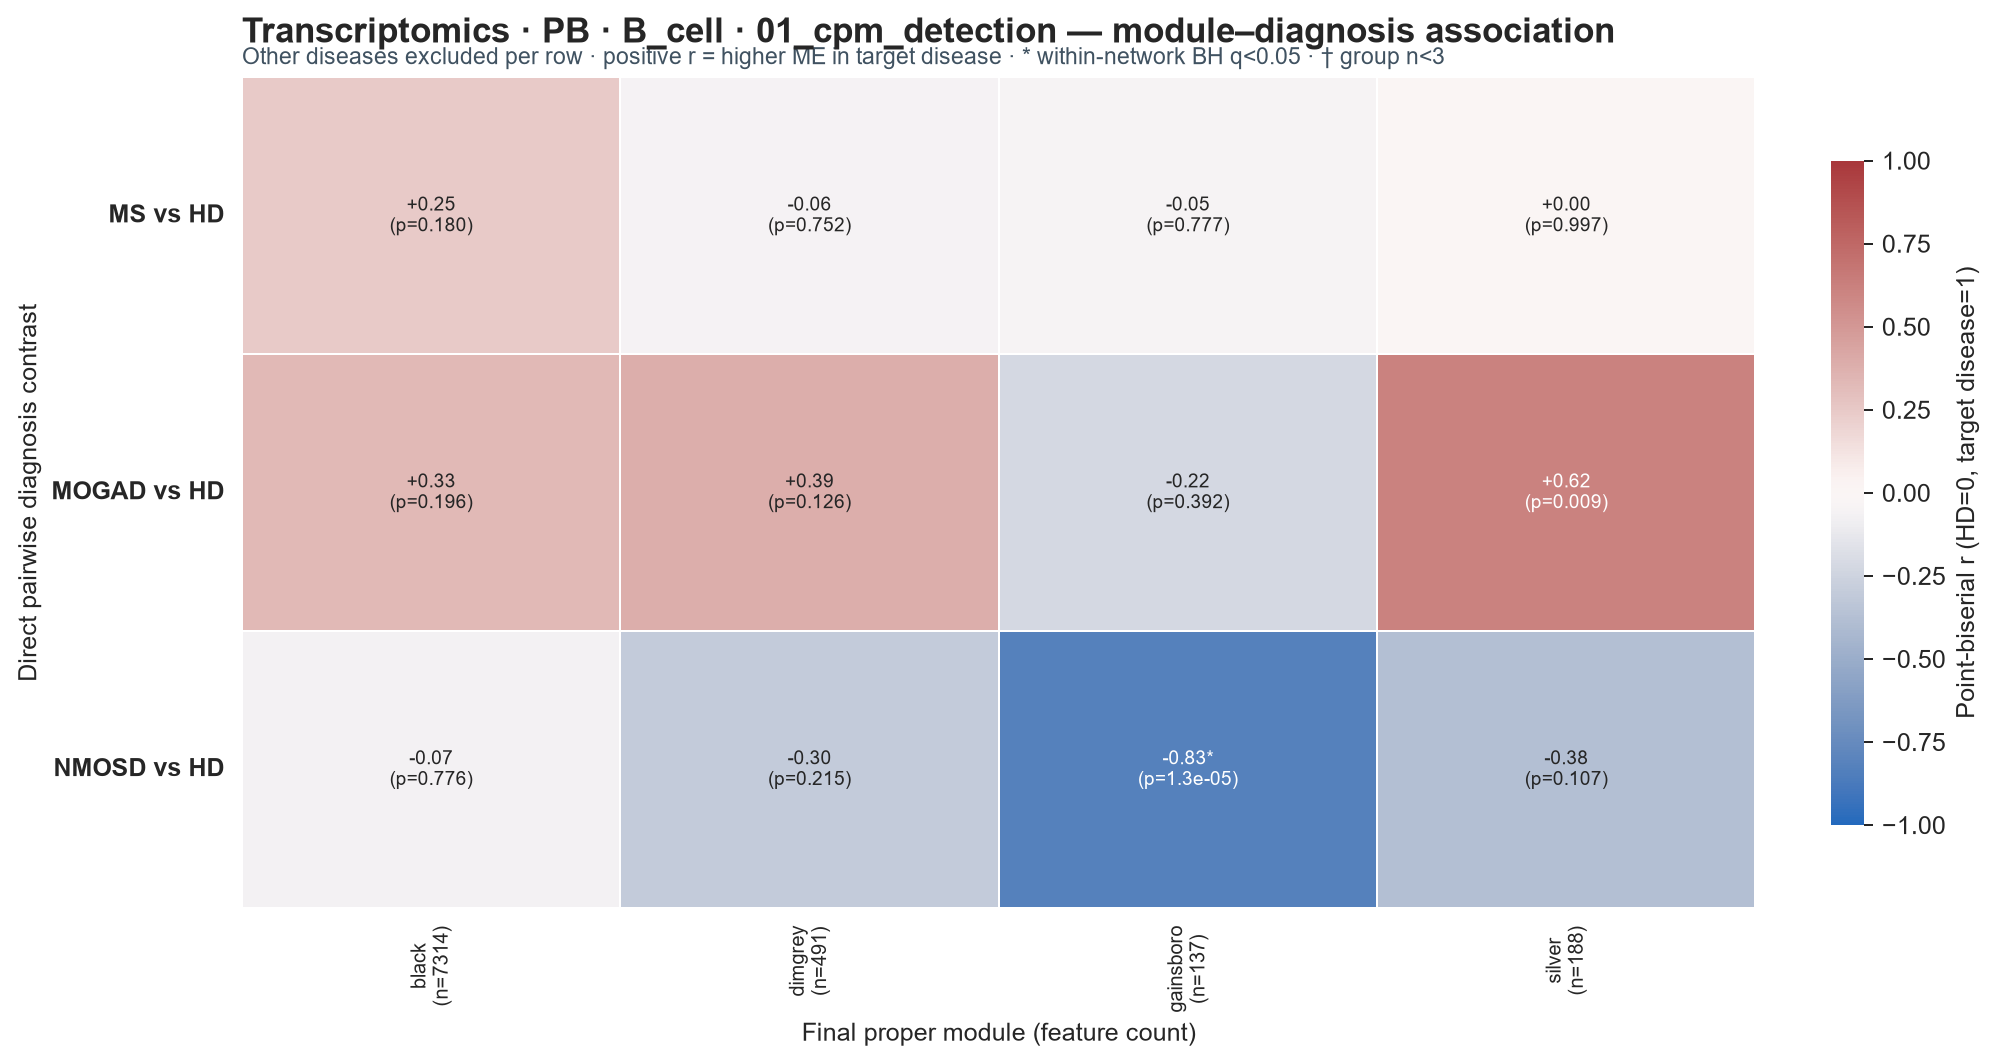 Transcriptomics · PB · B_cell · 01_cpm_detection — module–diagnosis association
Other diseases excluded per row · positive r = higher ME in target disease · * within-network BH q<0.05 · † group n<3
Direct pairwise diagnosis contrast
MS vs HD
+0.25
(p=0.180)
-0.06
(p=0.752)
-0.05
(p=0.777)
+0.00
(p=0.997)
MOGAD vs HD
+0.33
(p=0.196)
+0.39
(p=0.126)
-0.22
(p=0.392)
+0.62
(p=0.009)
NMOSD vs HD
-0.07
(p=0.776)
-0.30
(p=0.215)
-0.83*
(p=1.3e-05)
-0.38
(p=0.107)
black
(n=7314)
dimgrey
(n=491)
gainsboro
(n=137)
silver
(n=188)
Final proper module (feature count)
1.00
0.75
0.50
0.25
0.00
−0.25
−0.50
−0.75
−1.00
Point-biserial r (HD=0, target disease=1)